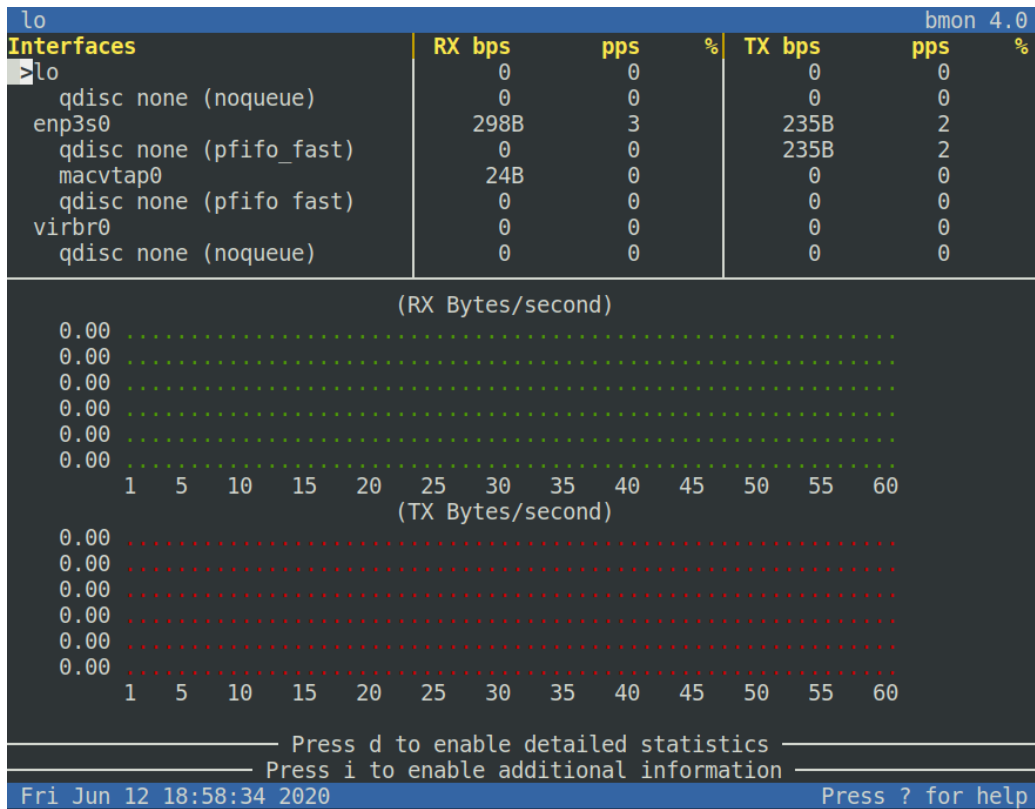 lo bmon 4.0
Interfaces RX bps pps % TX bps pps %
>lo 0 0 0 0
qdisc none (noqueue) 0 0 0 0
enp3s0 298B 3 235B 2
qdisc none (pfifo_fast) 0 0 235B 2
macvtap0 24B 0 0 0
qdisc none (pfifo fast) 0 0 0 0
virbr0 0 0 0 0
qdisc none (noqueue) 0 0 0 0
(RX Bytes/second)
0.00
0.00
0.00
0.00
0.00
0.00
1 5 10 15 20 25 30 35 40 45 50 55 60
(TX Bytes/second)
0.00
0.00
0.00
0.00
0.00
0.00
1 5 10 15 20 25 30 35 40 45 50 55 60
Press d to enable detailed statistics
Press i to enable additional information
Fri Jun 12 18:58:34 2020 Press ? for help